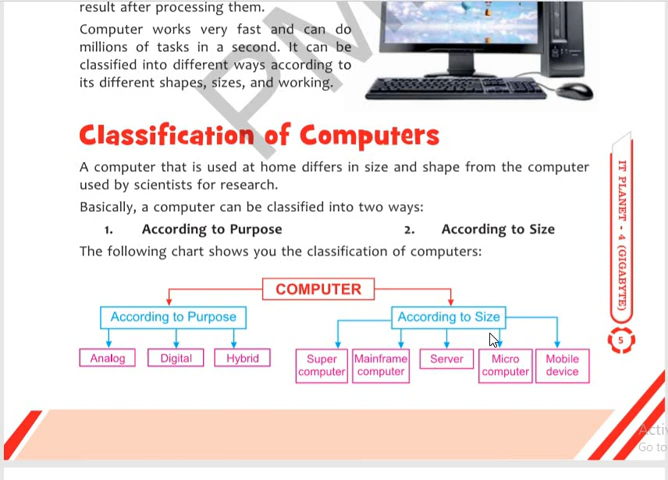 result after processing them.
Computer works very fast and can do
millions of tasks in a second. It can be
classified into different ways according to
its different shapes, sizes, and working.
Classification of Computers
A computer that is used at home differs in size and shape from the computer
used by scientists for research.
Basically, a computer can be classified into two ways:
1. According to Purpose 2. According to Size
The following chart shows you the classification of computers:
COMPUTER
According to Purpose According to Size
Analog Digital Hybrid
Super computer
Mainframe computer
Server
Micro computer
Mobile device
IT PLANET - 4 (GIGABYTE)
5
Go to